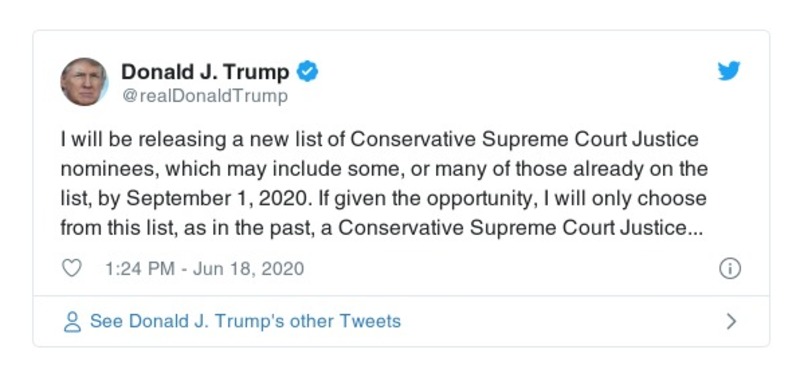 Donald J. Trump
@realDonaldTrump
I will be releasing a new list of Conservative Supreme Court Justice
nominees, which may include some, or many of those already on the
list, by September 1, 2020. If given the opportunity, I will only choose
from this list, as in the past, a Conservative Supreme Court Justice...
1:24 PM - Jun 18, 2020
See Donald J. Trump's other Tweets